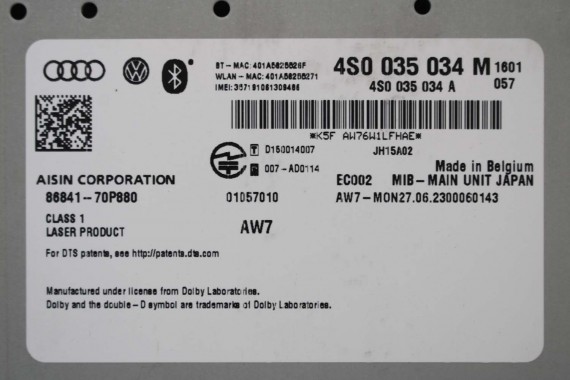 BT-MAC: 401A5825526F
WLAN-MAC: 401A58255271
IMEI: 357191061309466
4S0 035 034 M 1601
4S0 035 034 A 057
*K5F AW76W1LFHAE*
T D150014007 JH15A02
F 007-AD0114
Made in Belgium
AISIN CORPORATION
EC002 MIB-MAIN UNIT JAPAN
86841-70P880 01057010 AW7-MON27.06.2300060143
CLASS 1
LASER PRODUCT
AW7
For DTS patents, see http://patents.dts.com
Manufactured under license from Dolby Laboratories.
Dolby and the double-D symbol are trademarks of Dolby Laboratories.